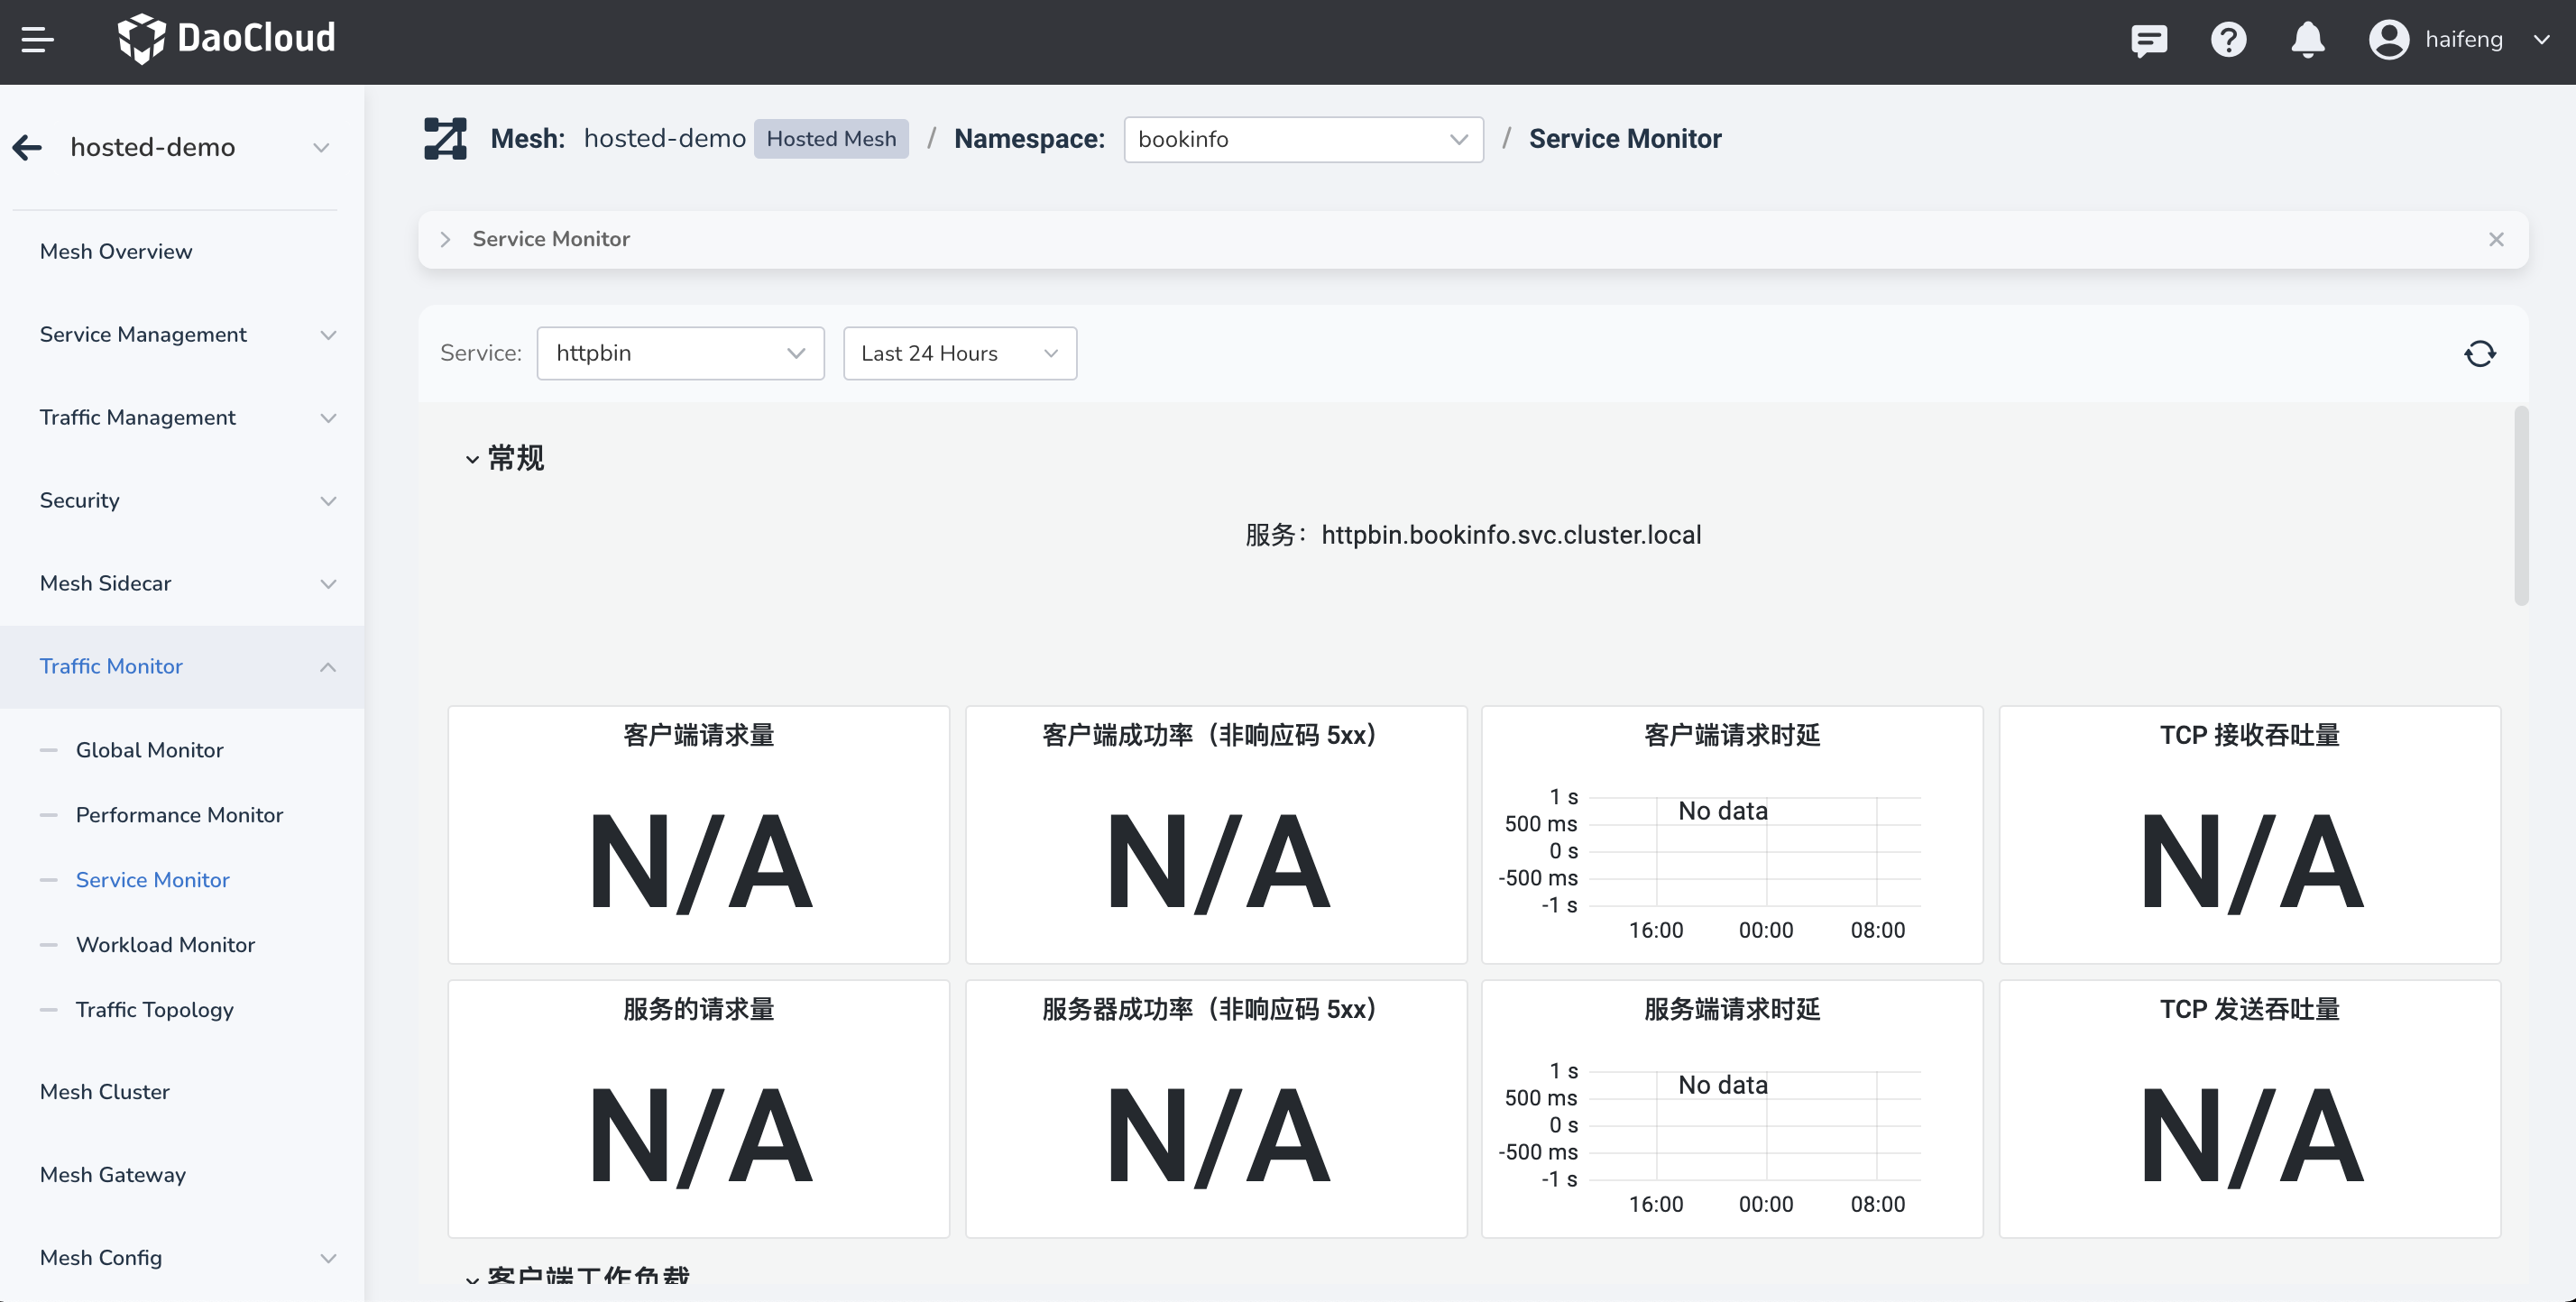 DaoCloud
haifeng
hosted-demo
Mesh: hosted-demo Hosted Mesh / Namespace: bookinfo / Service Monitor
Mesh Overview
Service Management
Traffic Management
Security
Mesh Sidecar
Traffic Monitor
Global Monitor
Performance Monitor
Service Monitor
Workload Monitor
Traffic Topology
Mesh Cluster
Mesh Gateway
Mesh Config
Service Monitor
Service: httpbin Last 24 Hours
常规
服务：httpbin.bookinfo.svc.cluster.local
客户端请求量
N/A
客户端成功率（非响应码 5xx）
N/A
客户端请求时延
No data
1 s
500 ms
0 s
-500 ms
-1 s
16:00 00:00 08:00
TCP 接收吞吐量
N/A
服务的请求量
N/A
服务器成功率（非响应码 5xx）
N/A
服务端请求时延
No data
1 s
500 ms
0 s
-500 ms
-1 s
16:00 00:00 08:00
TCP 发送吞吐量
N/A
客户端工作负载